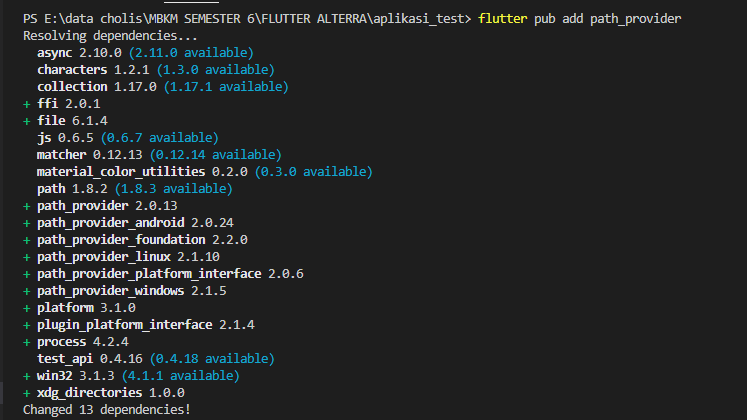 PS E:\data cholis\MBKM SEMESTER 6\FLUTTER ALTERRA\aplikasi_test> flutter pub add path_provider
Resolving dependencies...
  async 2.10.0 (2.11.0 available)
  characters 1.2.1 (1.3.0 available)
  collection 1.17.0 (1.17.1 available)
+ ffi 2.0.1
+ file 6.1.4
  js 0.6.5 (0.6.7 available)
  matcher 0.12.13 (0.12.14 available)
  material_color_utilities 0.2.0 (0.3.0 available)
  path 1.8.2 (1.8.3 available)
+ path_provider 2.0.13
+ path_provider_android 2.0.24
+ path_provider_foundation 2.2.0
+ path_provider_linux 2.1.10
+ path_provider_platform_interface 2.0.6
+ path_provider_windows 2.1.5
+ platform 3.1.0
+ plugin_platform_interface 2.1.4
+ process 4.2.4
  test_api 0.4.16 (0.4.18 available)
+ win32 3.1.3 (4.1.1 available)
+ xdg_directories 1.0.0
Changed 13 dependencies!